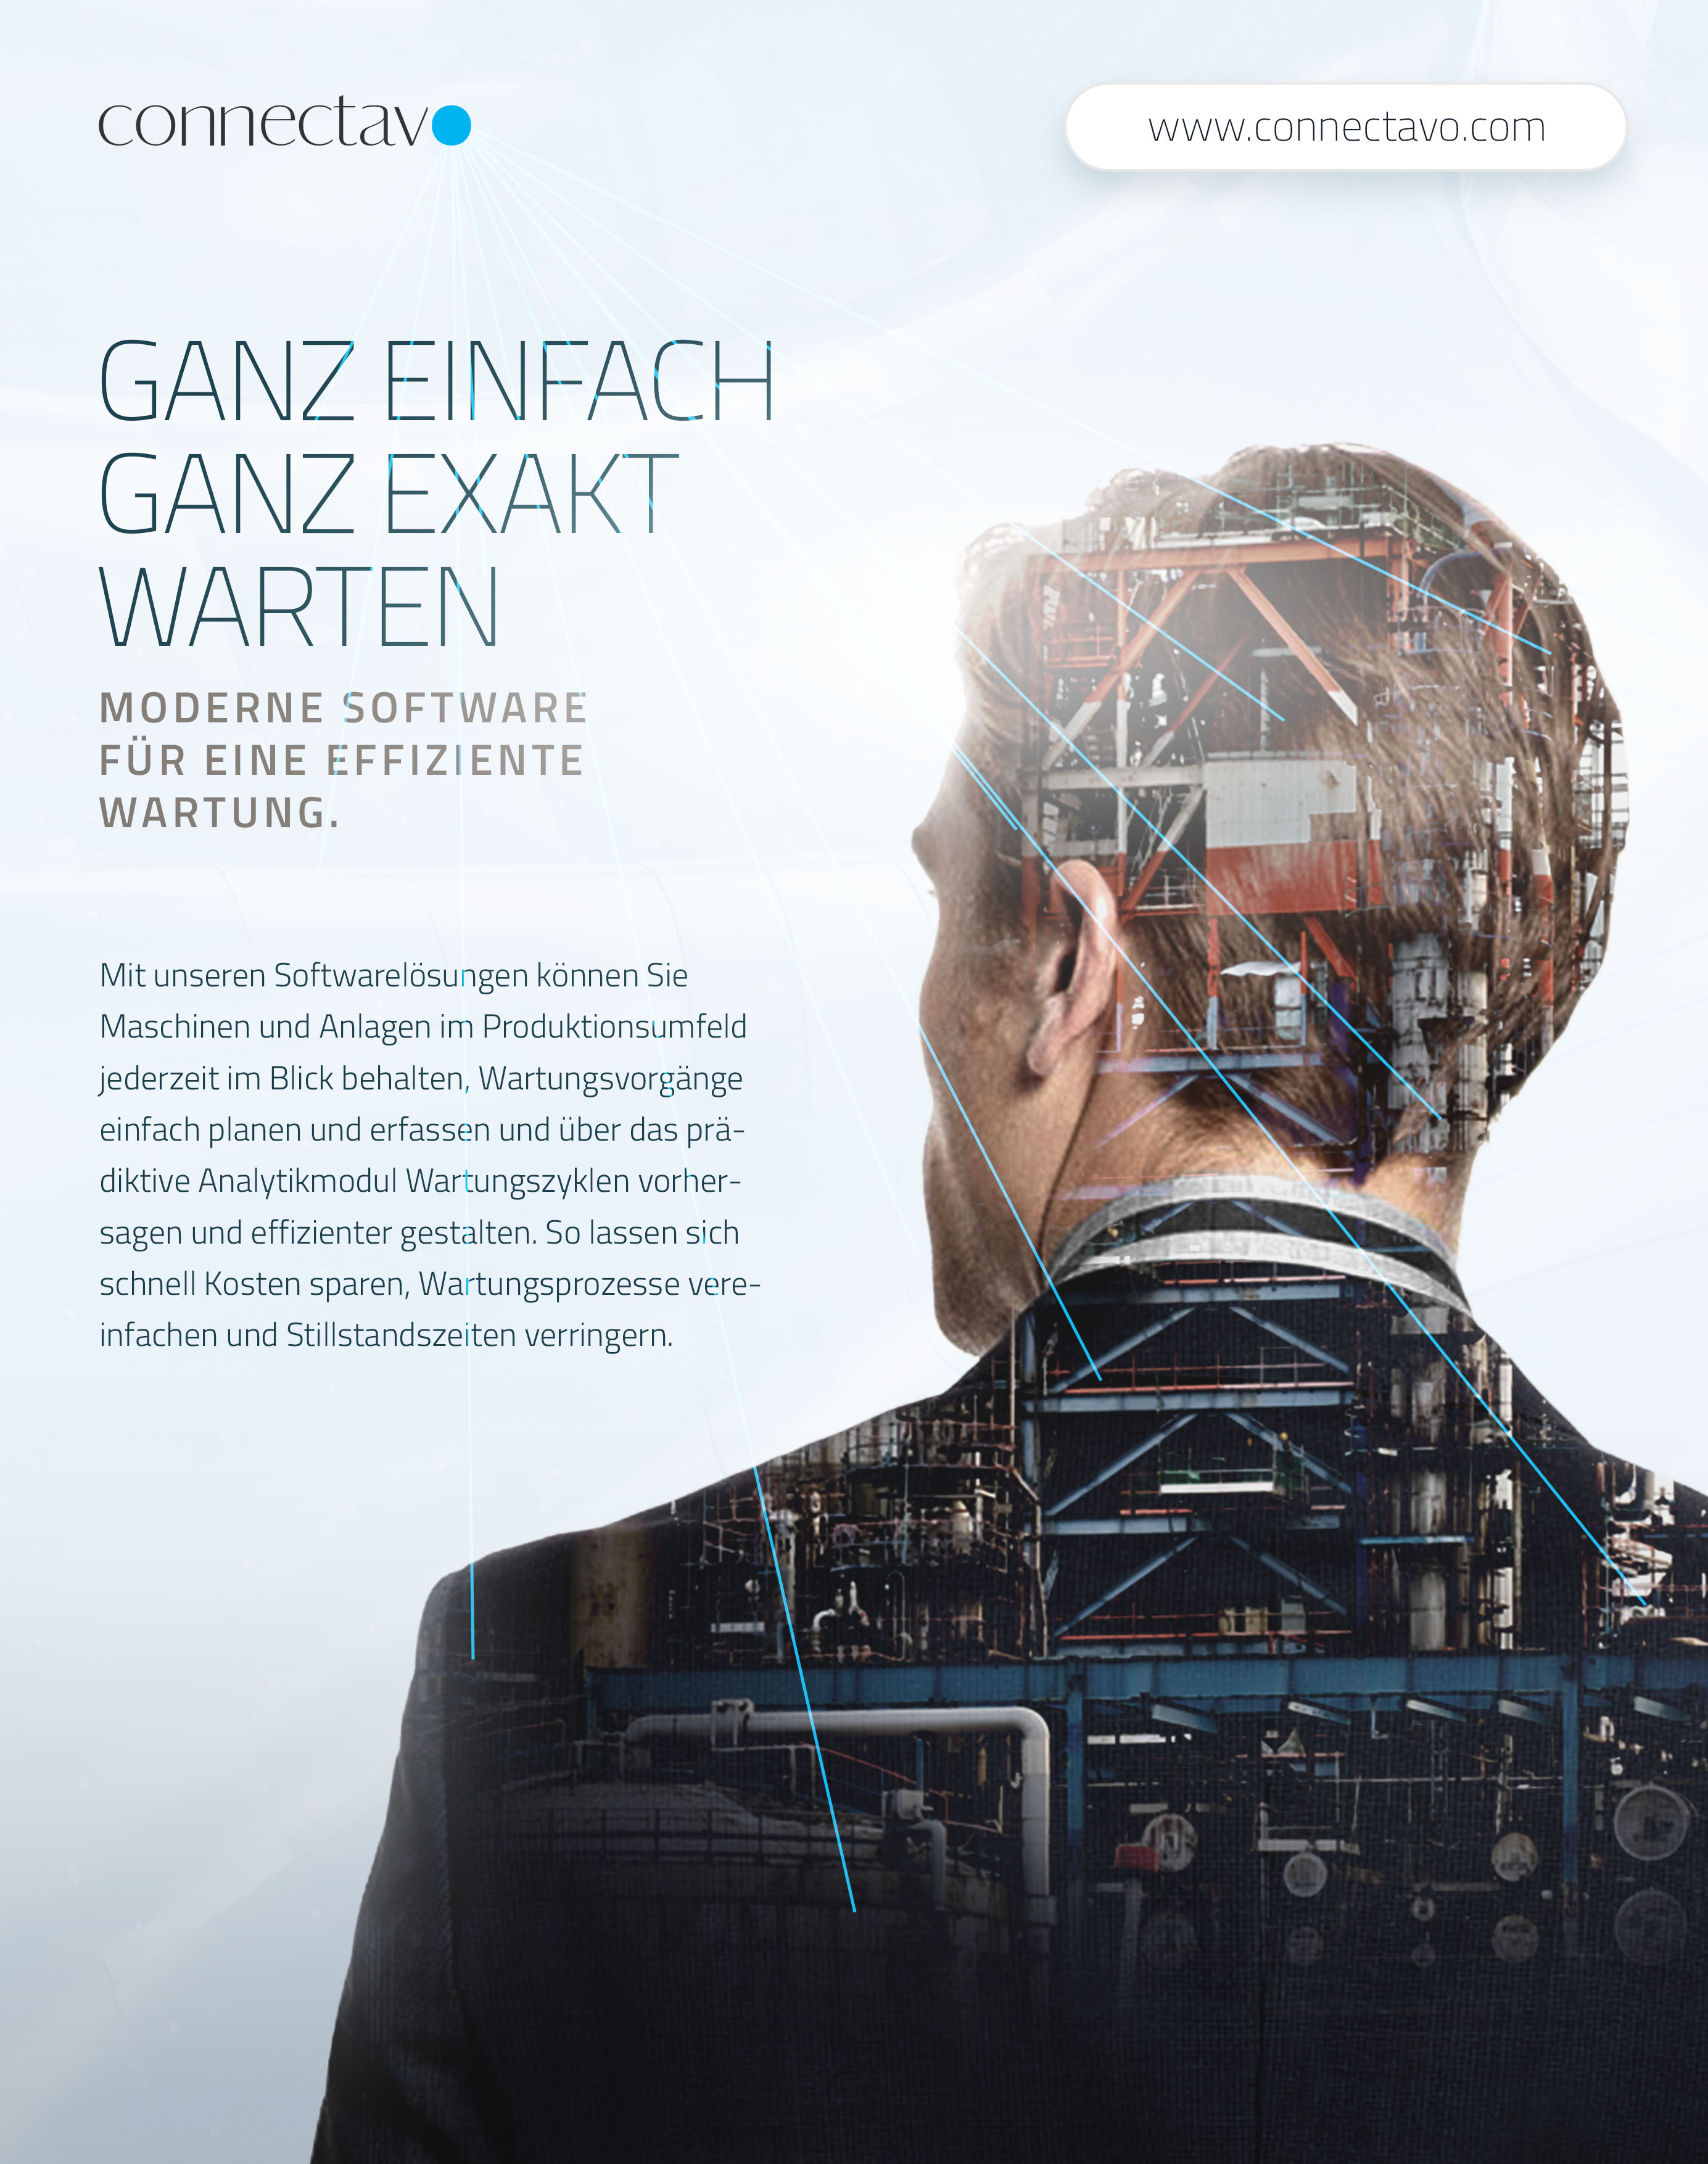 connectavo
www.connectavo.com
GANZ EINFACH
GANZ EXAKT
WARTEN
MODERNE SOFTWARE
FÜR EINE EFFIZIENTE
WARTUNG.
Mit unseren Softwarelösungen können Sie
Maschinen und Anlagen im Produktionsumfeld
jederzeit im Blick behalten, Wartungsvorgänge
einfach planen und erfassen und über das prä-
diktive Analytikmodul Wartungszyklen vorher-
sagen und effizienter gestalten. So lassen sich
schnell Kosten sparen, Wartungsprozesse vere-
infachen und Stillstandszeiten verringern.